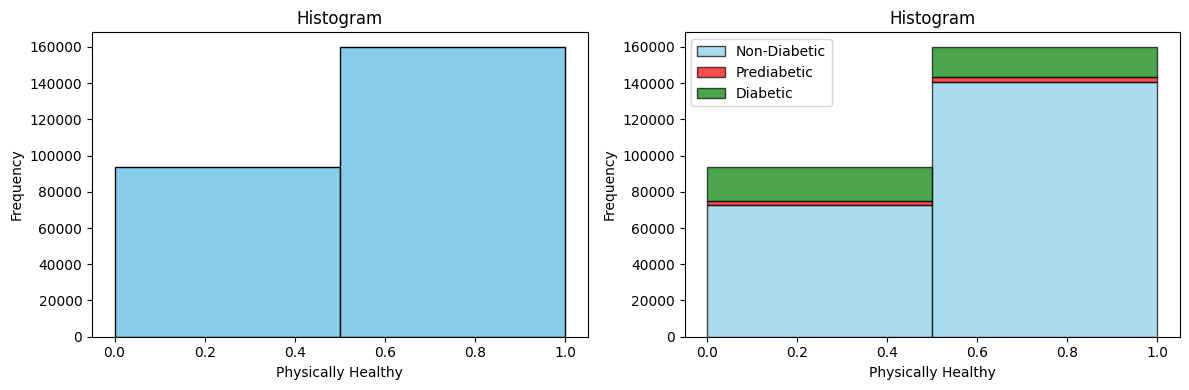 Histogram
Frequency
160000
140000
120000
100000
80000
60000
40000
20000
0
0.0 0.2 0.4 0.6 0.8 1.0
Physically Healthy
Histogram
Frequency
160000
140000
120000
100000
80000
60000
40000
20000
0
Non-Diabetic
Prediabetic
Diabetic
0.0 0.2 0.4 0.6 0.8 1.0
Physically Healthy